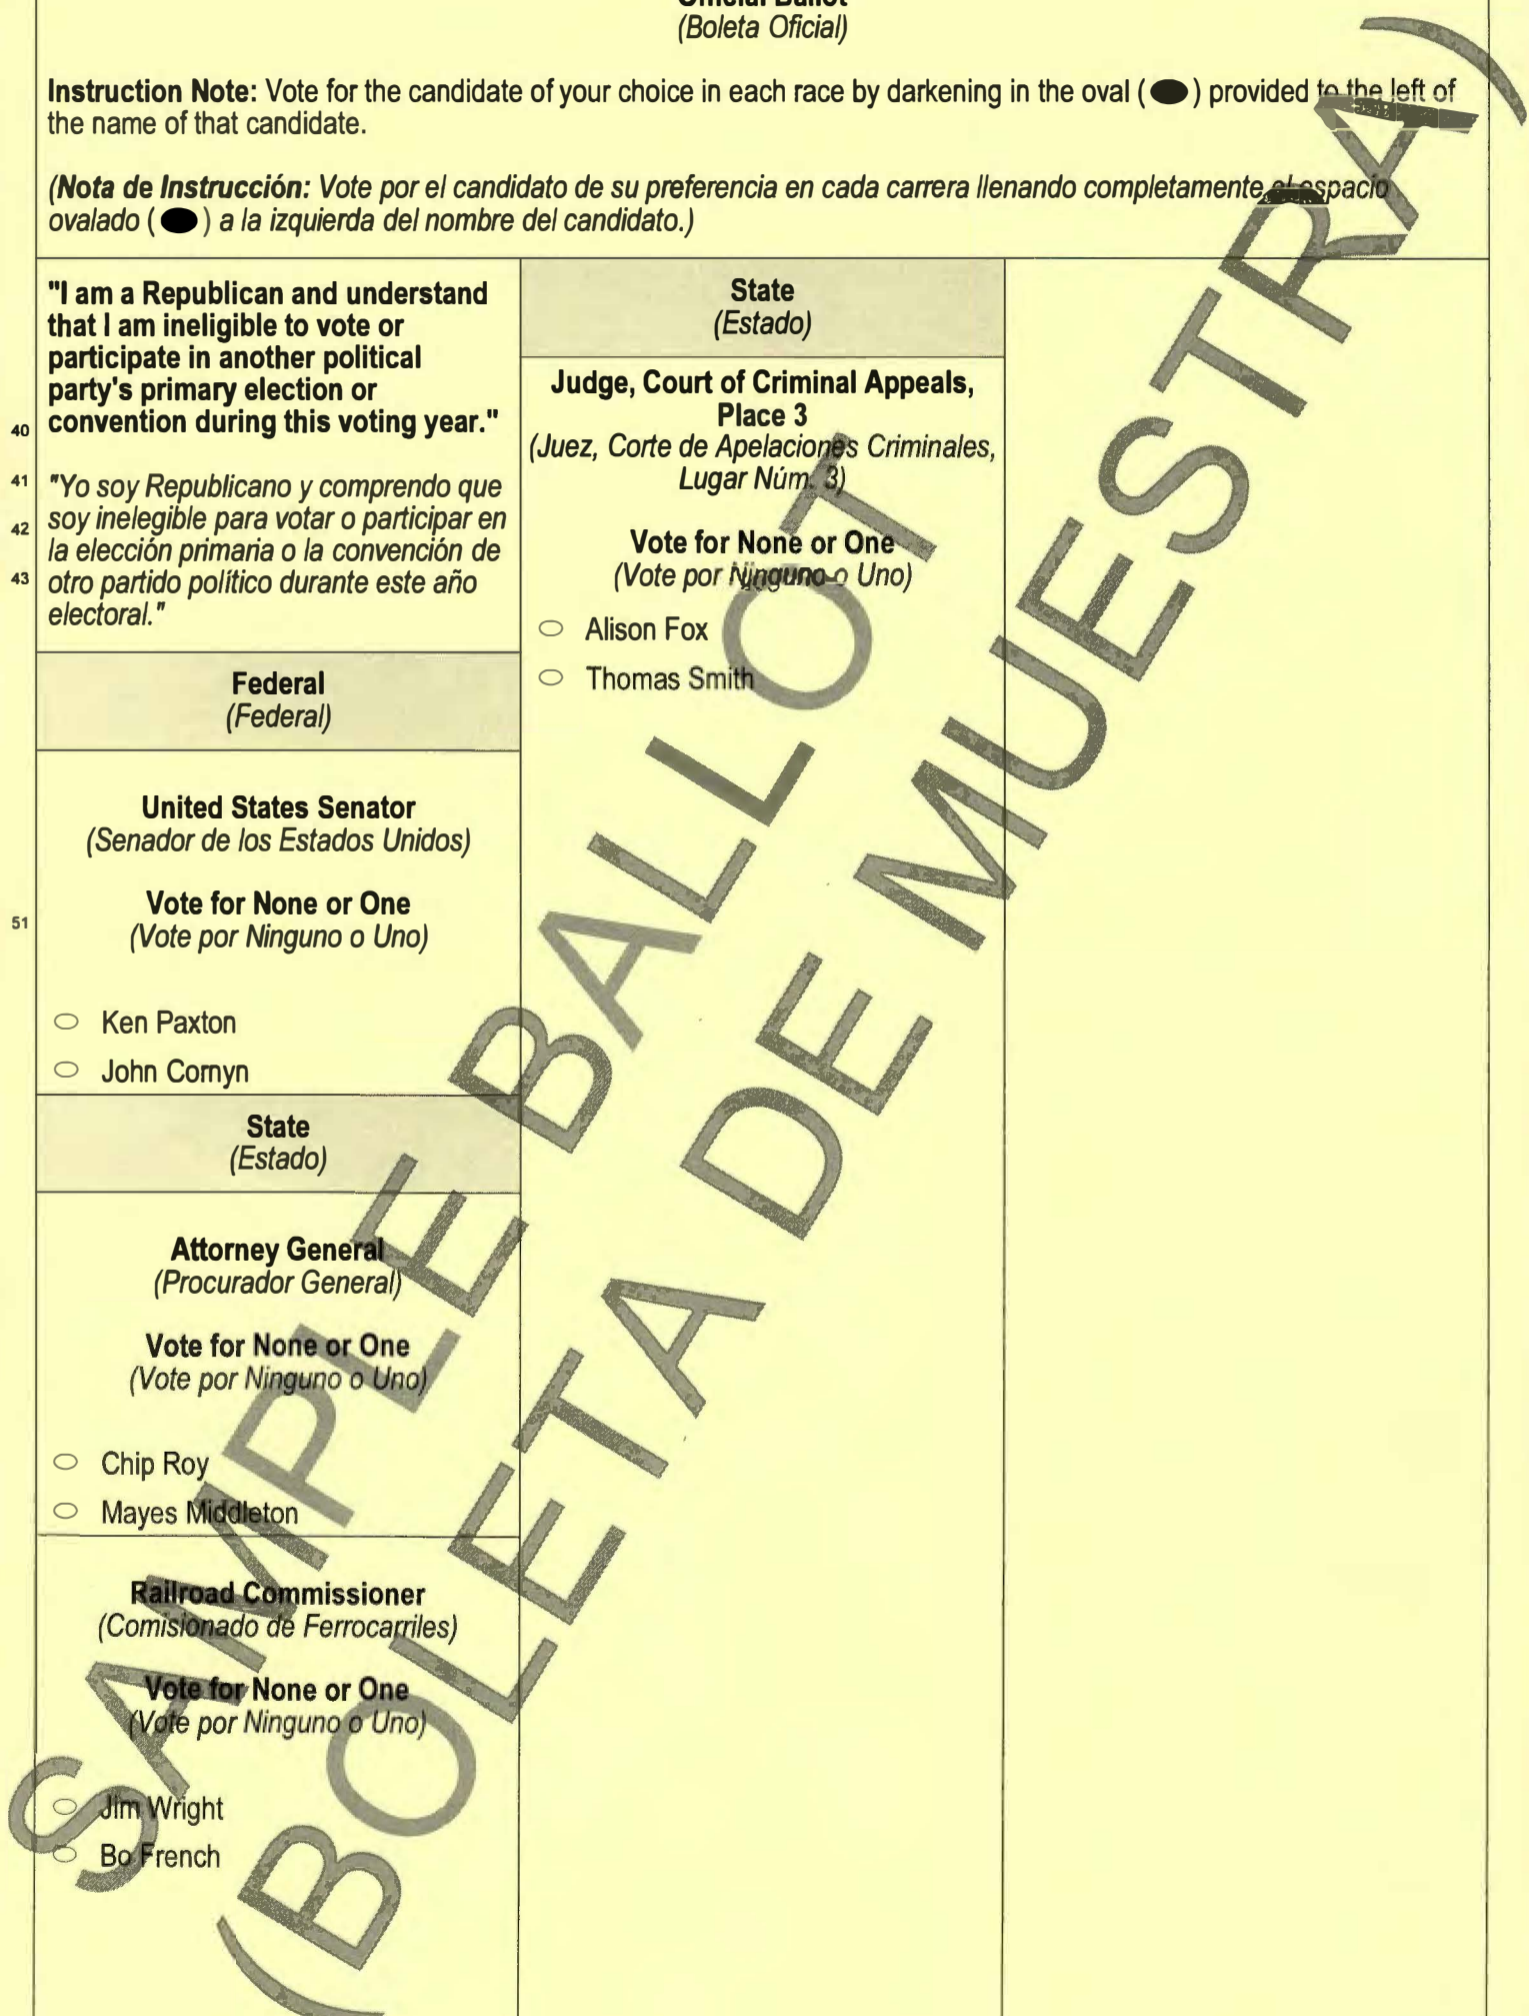 Official Ballot
(Boleta Oficial)
Instruction Note: Vote for the candidate of your choice in each race by darkening in the oval ( ) provided to the left of
the name of that candidate.
(Nota de Instrucción: Vote por el candidato de su preferencia en cada carrera llenando completamente el espacio
ovalado ( ) a la izquierda del nombre del candidato.)
"I am a Republican and understand
that I am ineligible to vote or
participate in another political
party's primary election or
convention during this voting year."
"Yo soy Republicano y comprendo que
soy inelegible para votar o participar en
la elección primaria o la convención de
otro partido político durante este año
electoral."
40
41
42
43
51
Federal
(Federal)
United States Senator
(Senador de los Estados Unidos)
Vote for None or One
(Vote por Ninguno o Uno)
Ken Paxton
John Cornyn
State
(Estado)
Attorney General
(Procurador General)
Vote for None or One
(Vote por Ninguno o Uno)
Chip Roy
Mayes Middleton
Railroad Commissioner
(Comisionado de Ferrocarriles)
Vote for None or One
(Vote por Ninguno o Uno)
Jim Wright
Bo French
State
(Estado)
Judge, Court of Criminal Appeals,
Place 3
(Juez, Corte de Apelaciones Criminales,
Lugar Núm. 3)
Vote for None or One
(Vote por Ninguno o Uno)
Alison Fox
Thomas Smith
SAMPLE BALLOT
(BOLETA DE MUESTRA)